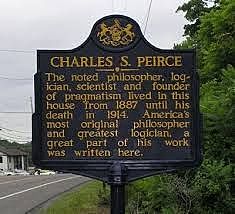 CHARLES S. PEIRCE
The noted philosopher, log-
ician, scientist and founder
of pragmatism lived in this
house from 1887 until his
death in 1914. America's
most original philosopher
and greatest logician, a
great part of his work
was written here.